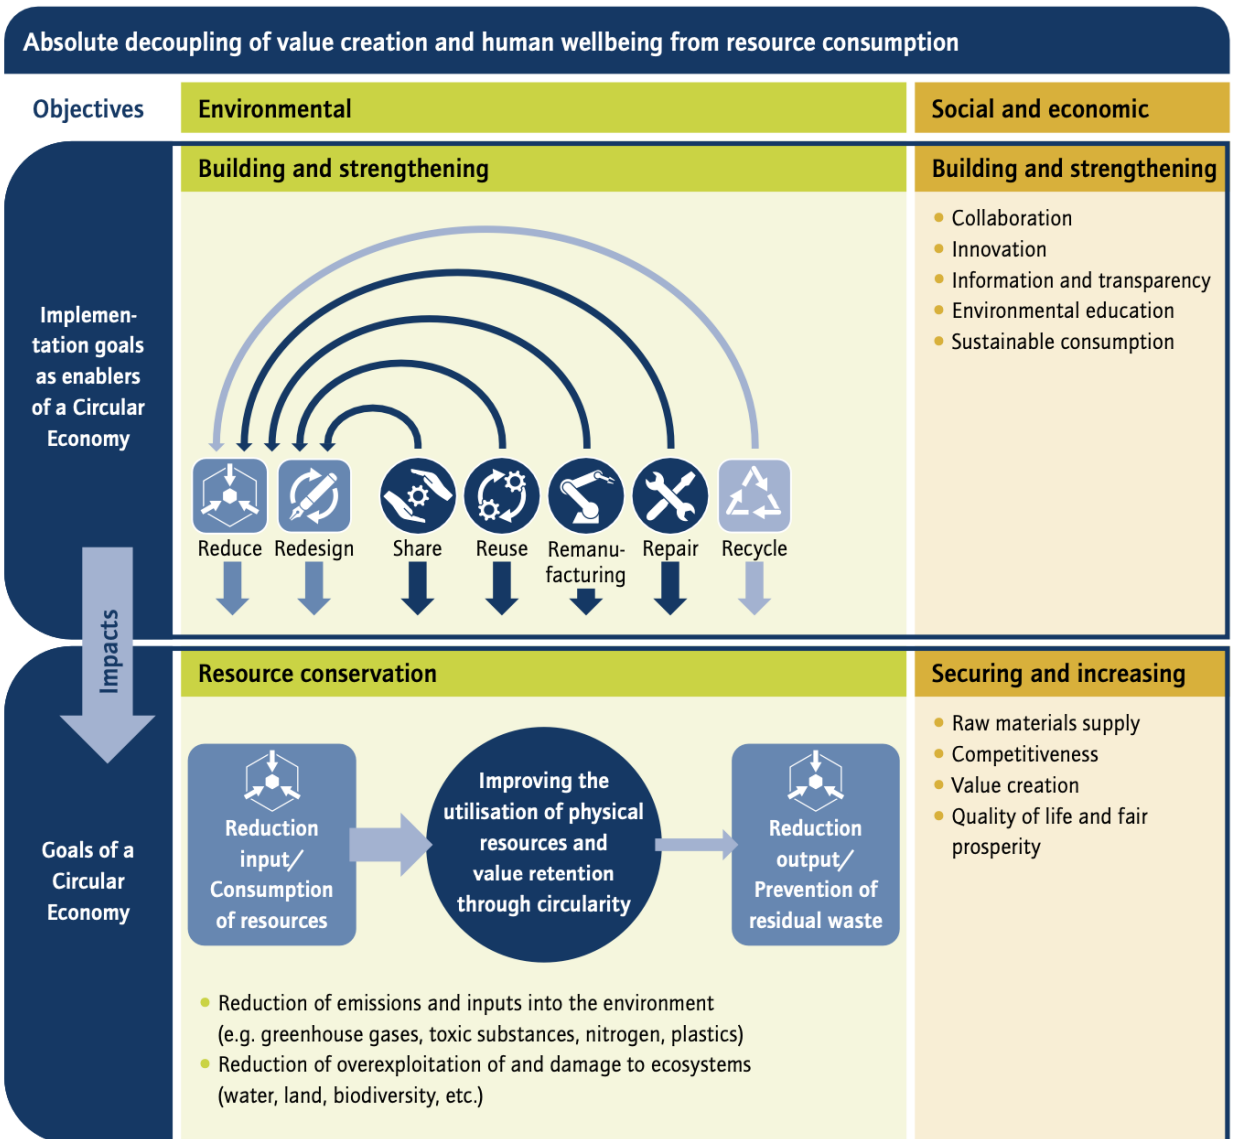 Absolute decoupling of value creation and human wellbeing from resource consumption
Objectives
Environmental
Social and economic
Implemen-
tation goals
as enablers
of a Circular
Economy
Building and strengthening
Reduce
Redesign
Share
Reuse
Remanu-
facturing
Repair
Recycle
Building and strengthening
Collaboration
Innovation
Information and transparency
Environmental education
Sustainable consumption
Impacts
Goals of a
Circular
Economy
Resource conservation
Reduction
input/
Consumption
of resources
Improving the
utilisation of physical
resources and
value retention
through circularity
Reduction
output/
Prevention of
residual waste
Reduction of emissions and inputs into the environment
(e.g. greenhouse gases, toxic substances, nitrogen, plastics)
Reduction of overexploitation of and damage to ecosystems
(water, land, biodiversity, etc.)
Securing and increasing
Raw materials supply
Competitiveness
Value creation
Quality of life and fair
prosperity